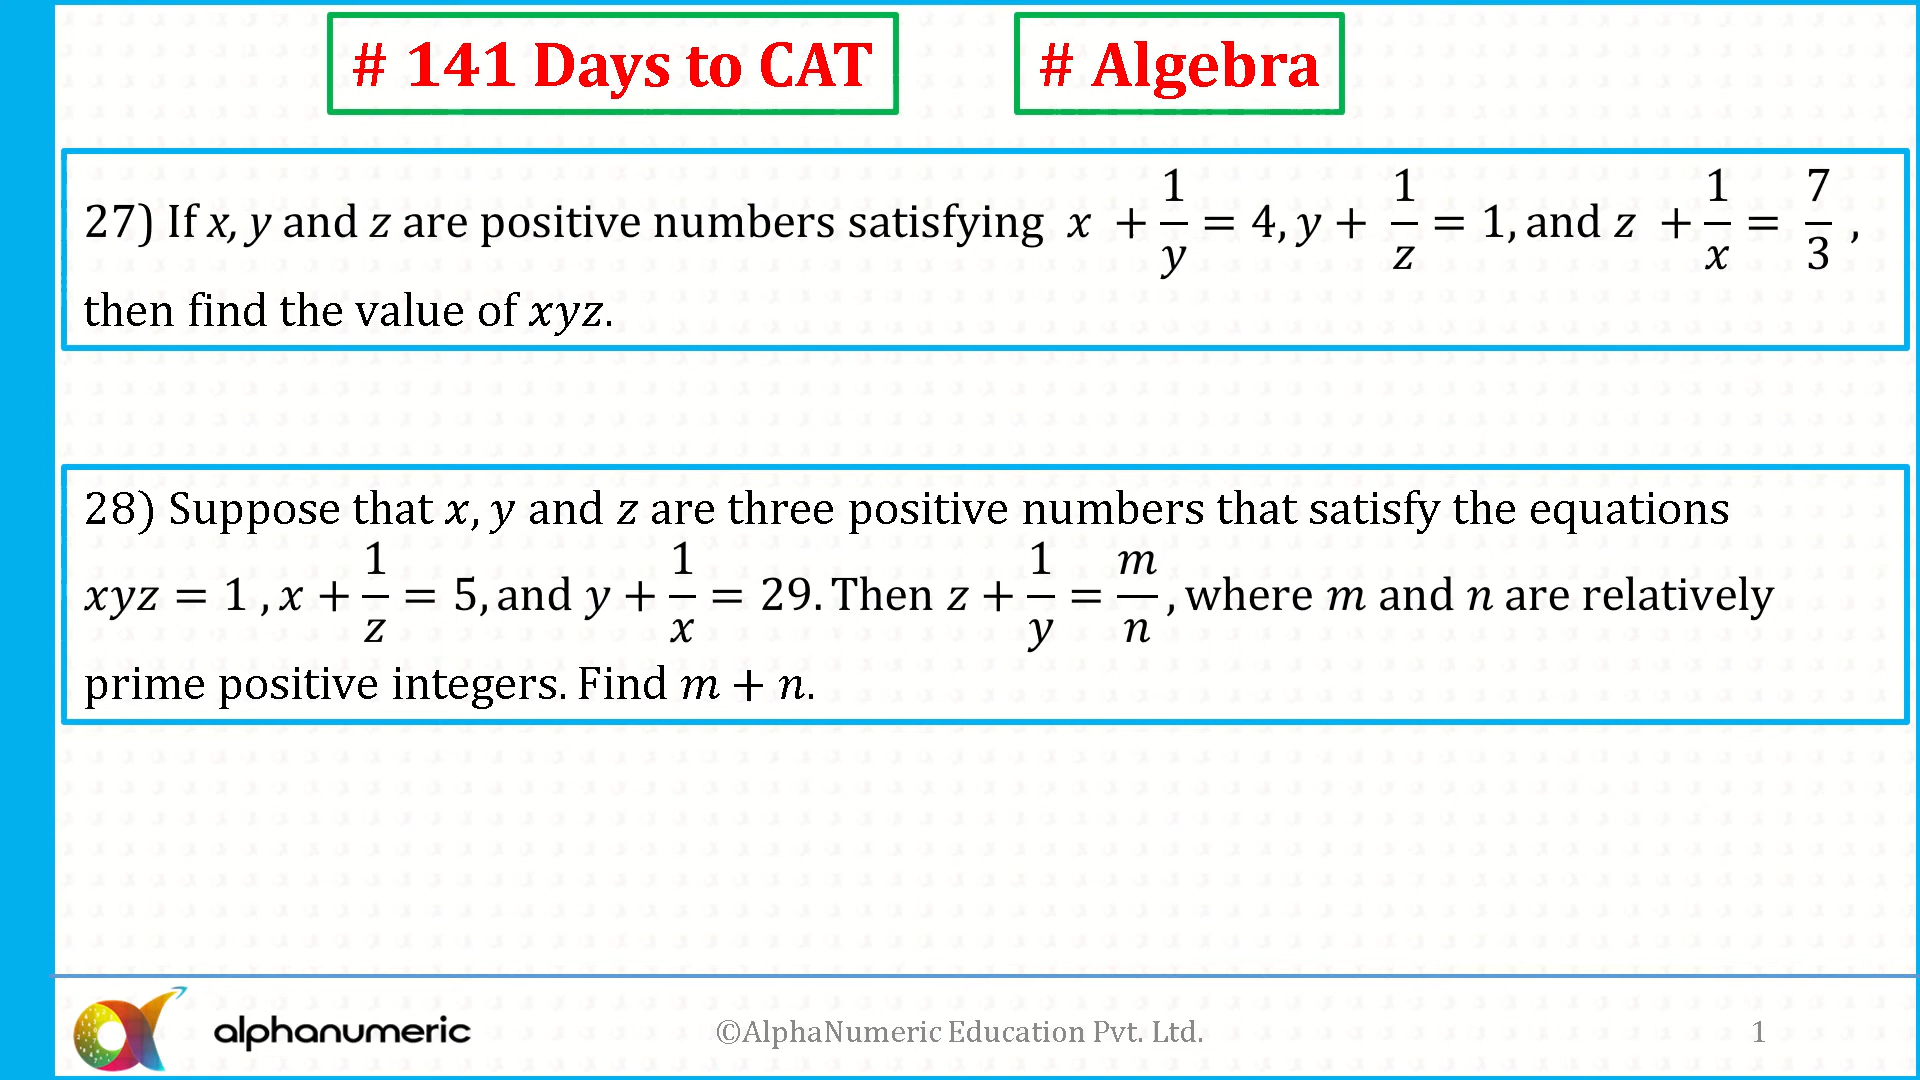 # 141 Days to CAT
# Algebra
27) If x, y and z are positive numbers satisfying x + 1/y = 4, y + 1/z = 1, and z + 1/x = 7/3 ,
then find the value of xyz.
28) Suppose that x, y and z are three positive numbers that satisfy the equations
xyz = 1 , x + 1/z = 5, and y + 1/x = 29. Then z + 1/y = m/n , where m and n are relatively
prime positive integers. Find m + n.
alphanumeric
©AlphaNumeric Education Pvt. Ltd.
1